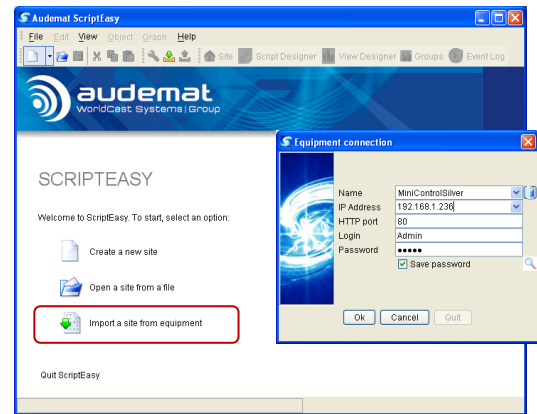 Audemat ScriptEasy
File Edit View Object Graph Help
Site Script Designer View Designer Groups Event Log
audemat
WorldCast Systems | Group
Equipment connection
SCRIPTEASY
Welcome to ScriptEasy. To start, select an option:
Create a new site
Open a site from a file
Import a site from equipment
Quit ScriptEasy
Name MiniControlSilver
IP Address 192.168.1.236
HTTP port 80
Login Admin
Password •••••
Save password
Ok Cancel Quit